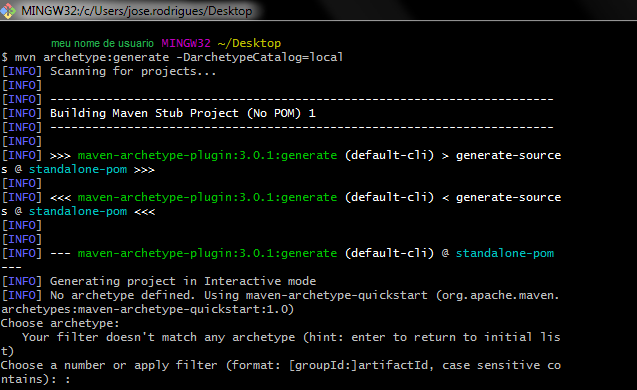 MINGW32:/c/Users/jose.rodrigues/Desktop
meu nome de usuario MINGW32 ~/Desktop
$ mvn archetype:generate -DarchetypeCatalog=local
[INFO] Scanning for projects...
[INFO]
[INFO] ------------------------------------------------------------------------
[INFO] Building Maven Stub Project (No POM) 1
[INFO] ------------------------------------------------------------------------
[INFO]
[INFO] >>> maven-archetype-plugin:3.0.1:generate (default-cli) > generate-source
s @ standalone-pom >>>
[INFO]
[INFO] <<< maven-archetype-plugin:3.0.1:generate (default-cli) < generate-source
s @ standalone-pom <<<
[INFO]
[INFO]
[INFO] --- maven-archetype-plugin:3.0.1:generate (default-cli) @ standalone-pom
---
[INFO] Generating project in Interactive mode
[INFO] No archetype defined. Using maven-archetype-quickstart (org.apache.maven.
archetypes:maven-archetype-quickstart:1.0)
Choose archetype:
Your filter doesn't match any archetype (hint: enter to return to initial lis
t)
Choose a number or apply filter (format: [groupId:]artifactId, case sensitive co
ntains): :